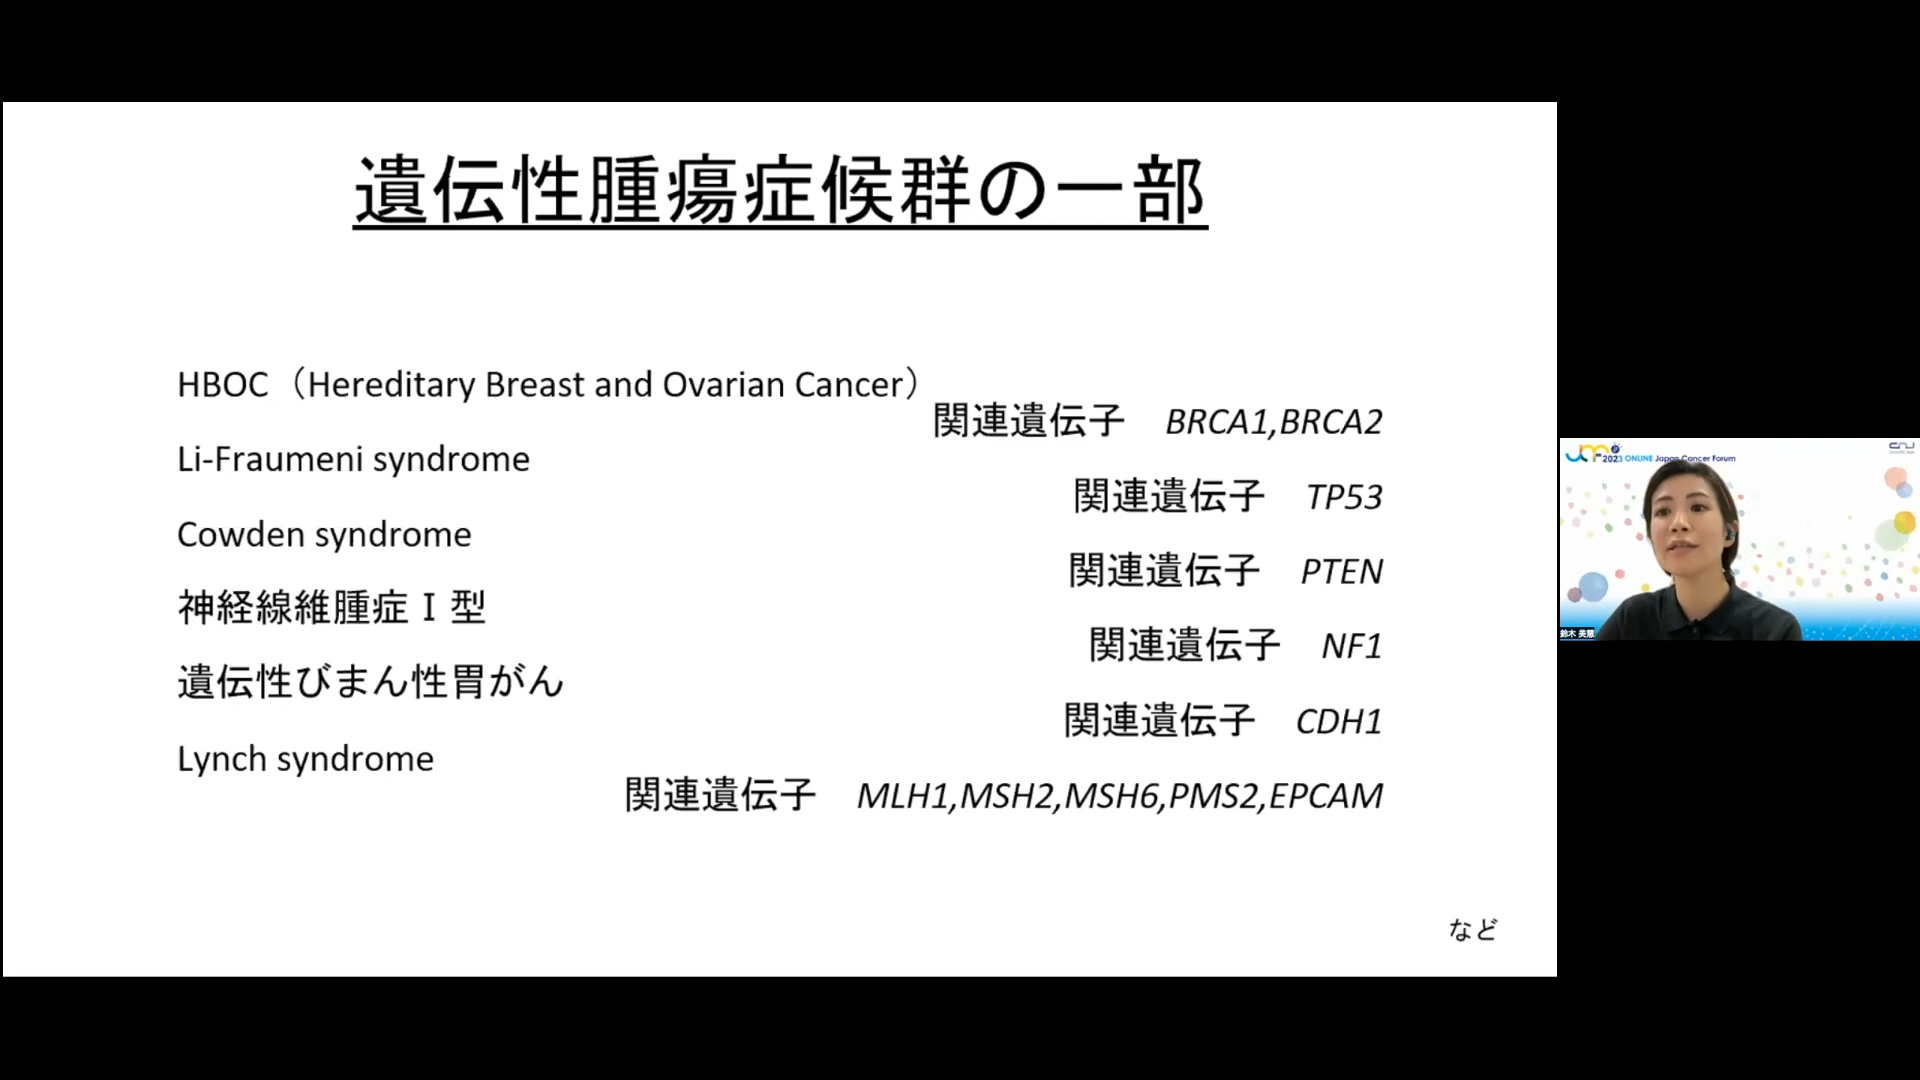 遺伝性腫瘍症候群の一部
HBOC（Hereditary Breast and Ovarian Cancer）
関連遺伝子　BRCA1,BRCA2
Li-Fraumeni syndrome
関連遺伝子　TP53
Cowden syndrome
関連遺伝子　PTEN
神経線維腫症Ⅰ型
関連遺伝子　NF1
遺伝性びまん性胃がん
関連遺伝子　CDH1
Lynch syndrome
関連遺伝子　MLH1,MSH2,MSH6,PMS2,EPCAM
など
2023 ONLINE Japan Cancer Forum
鈴木 美慧